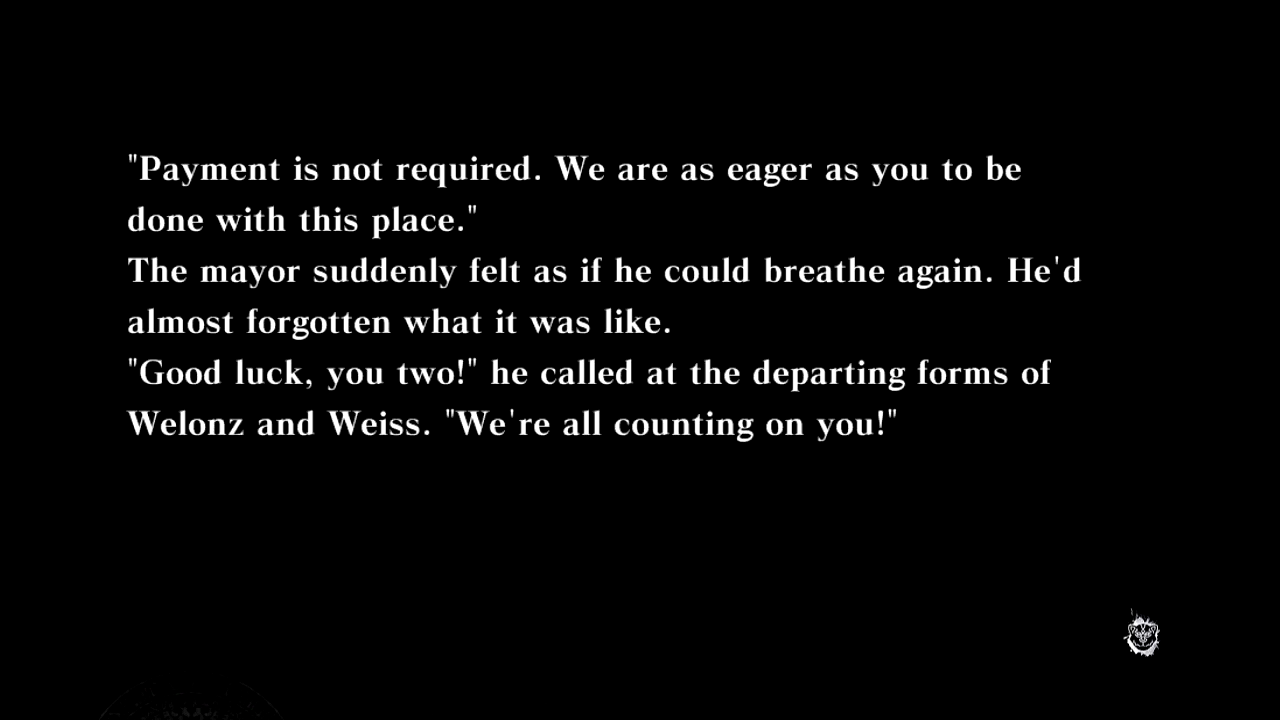 "Payment is not required. We are as eager as you to be
done with this place."
The mayor suddenly felt as if he could breathe again. He'd
almost forgotten what it was like.
"Good luck, you two!" he called at the departing forms of
Welonz and Weiss. "We're all counting on you!"